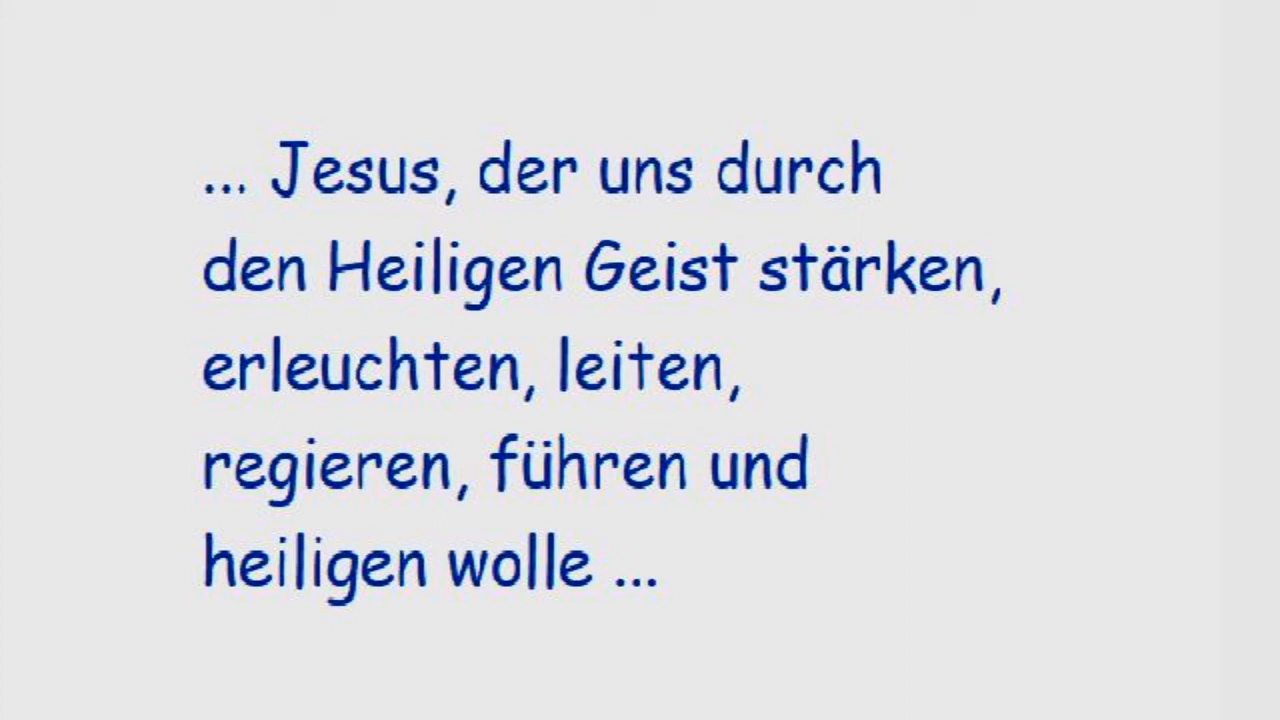 ... Jesus, der uns durch
den Heiligen Geist stärken,
erleuchten, leiten,
regieren, führen und
heiligen wolle ...